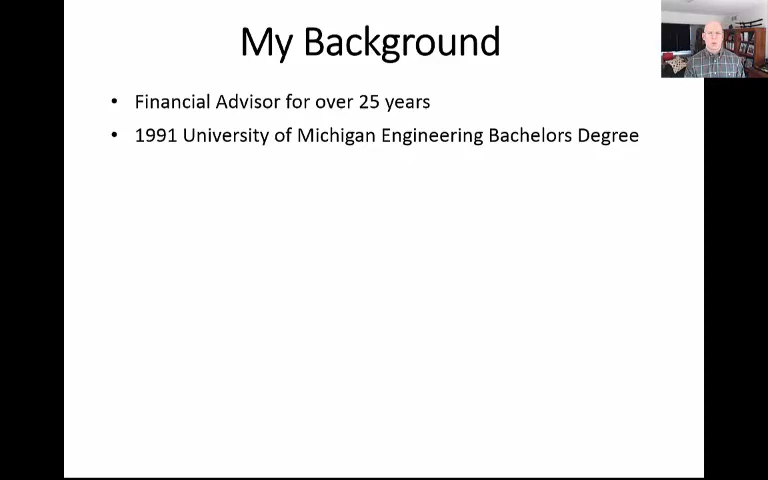 My Background
• Financial Advisor for over 25 years
• 1991 University of Michigan Engineering Bachelors Degree